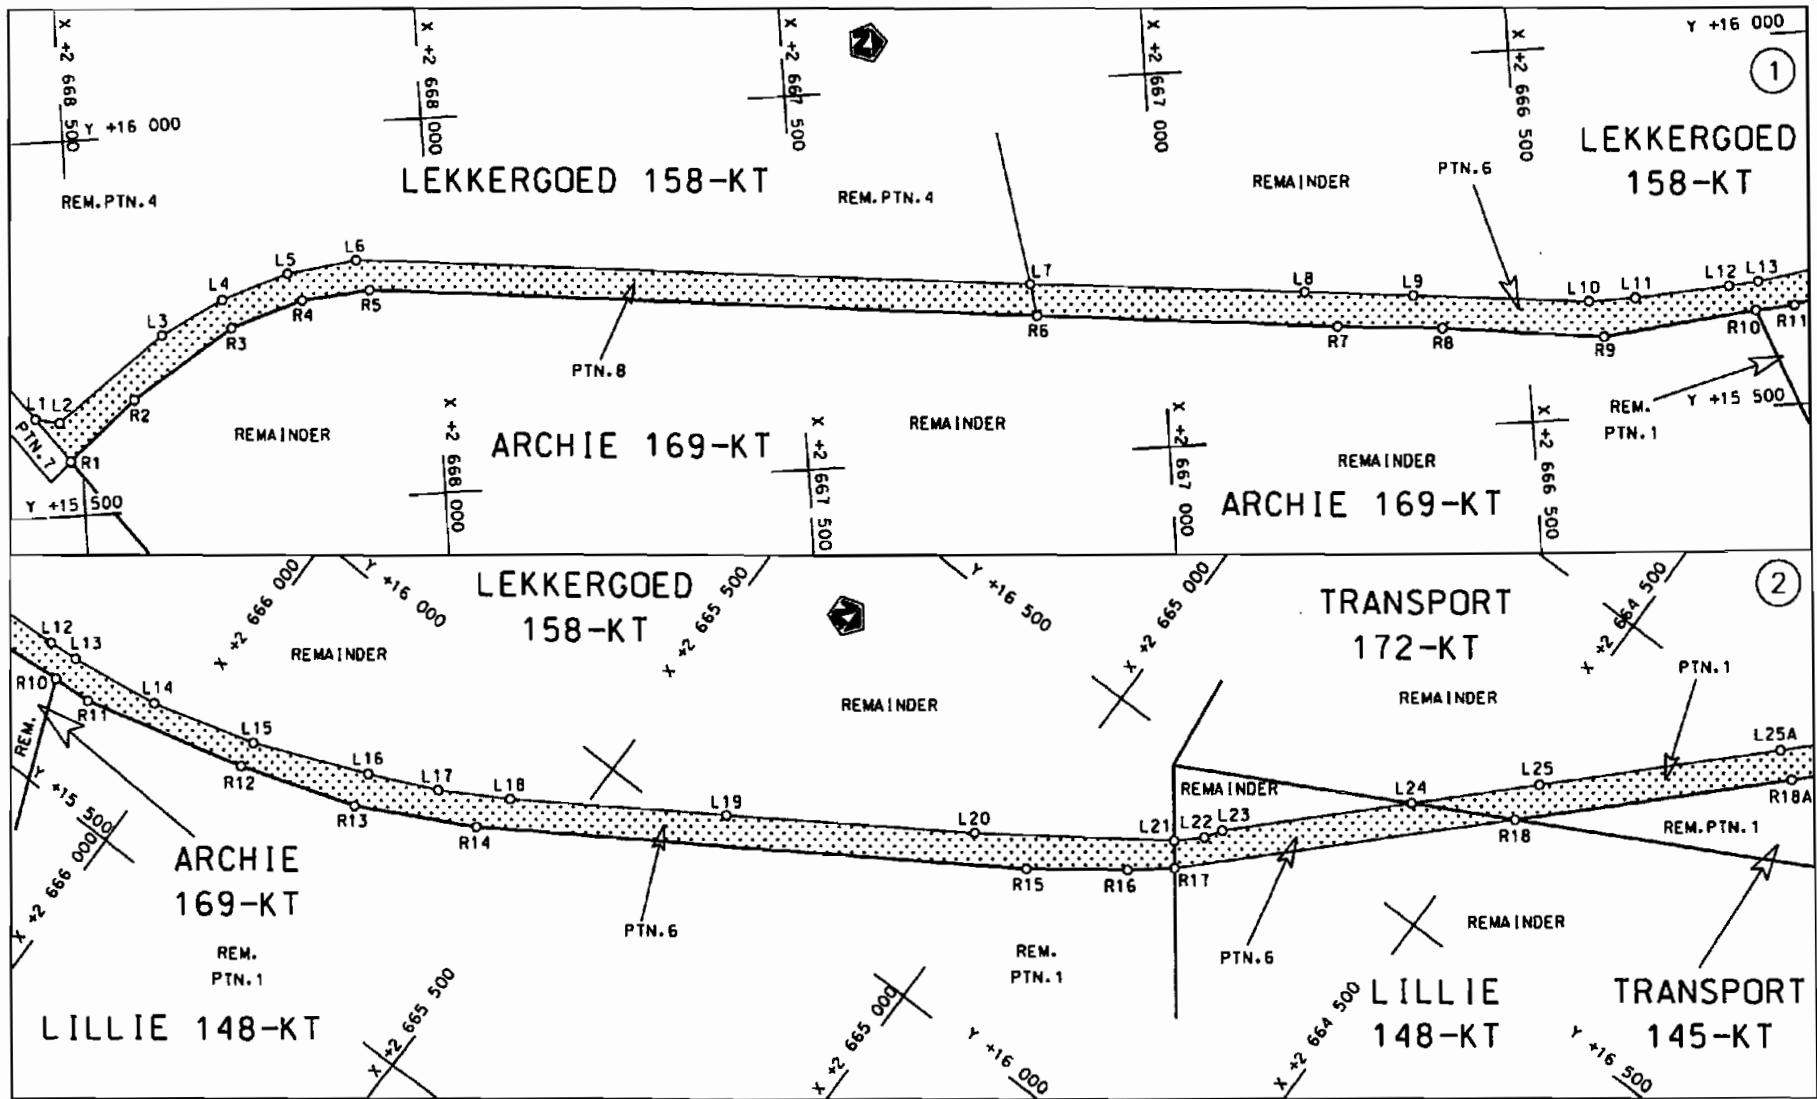 X +2 668 500
X +2 668 000
X +2 667 500
X +2 667 000
X +2 666 500
Y +16 000
1
Y +16 000
N
LEKKERGOED 158-KT
LEKKERGOED
158-KT
REM.PTN.4
REM.PTN.4
REMAINDER
PTN.6
L1
L2
L3
L4
L5
L6
L7
L8
L9
L10
L11
L12
L13
R1
R2
R3
R4
R5
R6
R7
R8
R9
R10
R11
PTN.7
PTN.8
REMAINDER
ARCHIE 169-KT
REMAINDER
REMAINDER
ARCHIE 169-KT
REM.
PTN.1
Y +15 500
Y +15 500
X +2 668 000
X +2 667 500
X +2 667 000
X +2 666 500
X +2 666 000
Y +16 000
LEKKERGOED
158-KT
X +2 665 500
N
Y +16 500
X +2 665 000
TRANSPORT
172-KT
X +2 664 500
2
REMAINDER
REMAINDER
REMAINDER
PTN.1
L12
L13
L14
L15
L16
L17
L18
L19
L20
L21
L22
L23
L24
L25
L25A
REMAINDER
R10
R11
R12
R13
R14
R15
R16
R17
R18
R18A
REM.
Y +15 500
X +2 666 000
ARCHIE
169-KT
REM.
PTN.1
LILLIE 148-KT
PTN.6
REM.
PTN.1
PTN.6
REM.PTN.1
REMAINDER
LILLIE
148-KT
TRANSPORT
145-KT
X +2 665 500
X +2 665 000
Y +16 000
X +2 664 500
Y +16 500